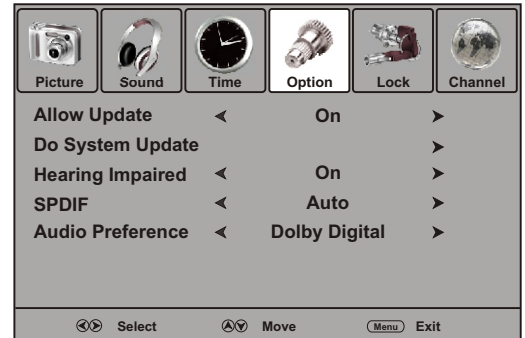 Picture Sound Time Option Lock Channel
Allow Update On
Do System Update
Hearing Impaired On
SPDIF Auto
Audio Preference Dolby Digital
Select Move Menu Exit